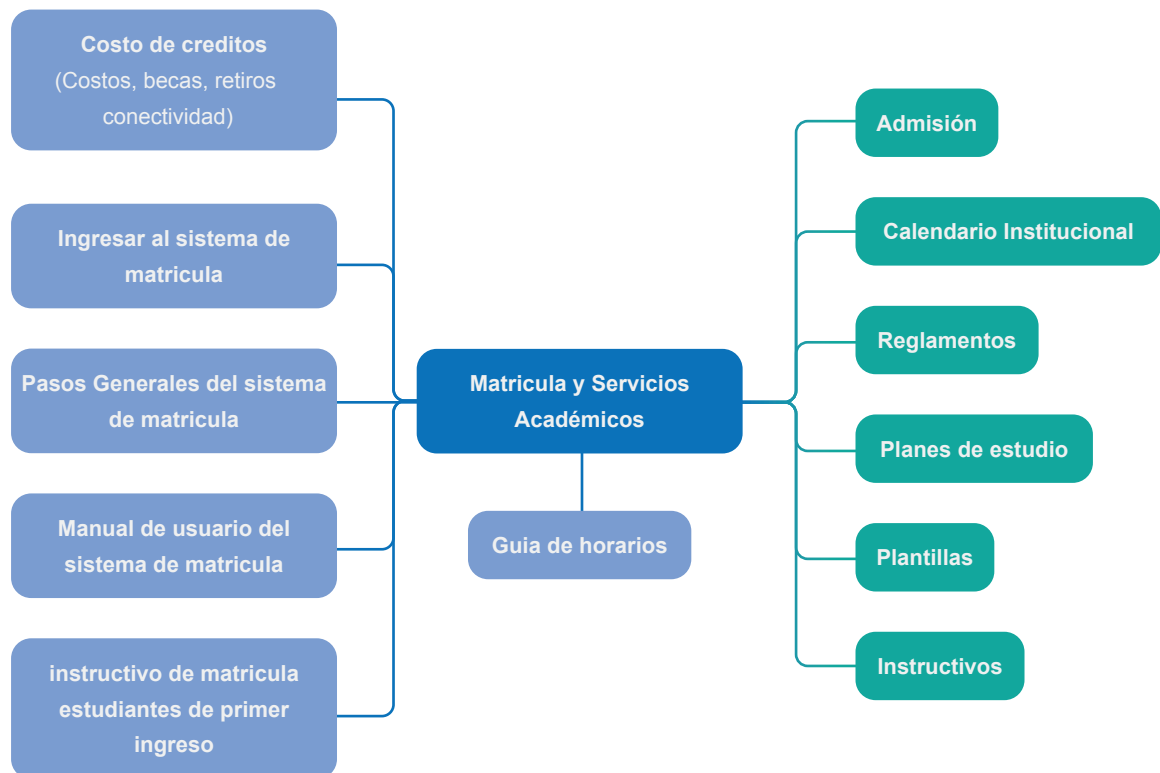 Costo de creditos
(Costos, becas, retiros
conectividad)
Ingresar al sistema de
matricula
Pasos Generales del sistema
de matricula
Manual de usuario del
sistema de matricula
instructivo de matricula
estudiantes de primer
ingreso
Matricula y Servicios
Académicos
Guia de horarios
Admisión
Calendario Institucional
Reglamentos
Planes de estudio
Plantillas
Instructivos